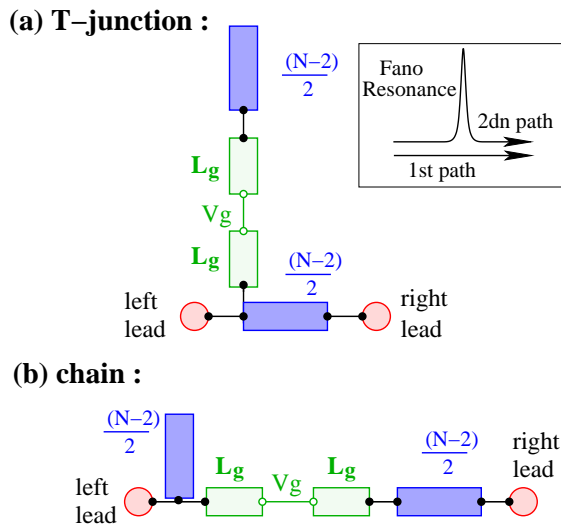 (a) T−junction :
(N−2)
2
Fano
Resonance
2dn path
1st path
Lg
Vg
Lg
(N−2)
2
left
lead
right
lead
(b) chain :
(N−2)
2
Lg
Vg
Lg
(N−2)
2
right
lead
left
lead